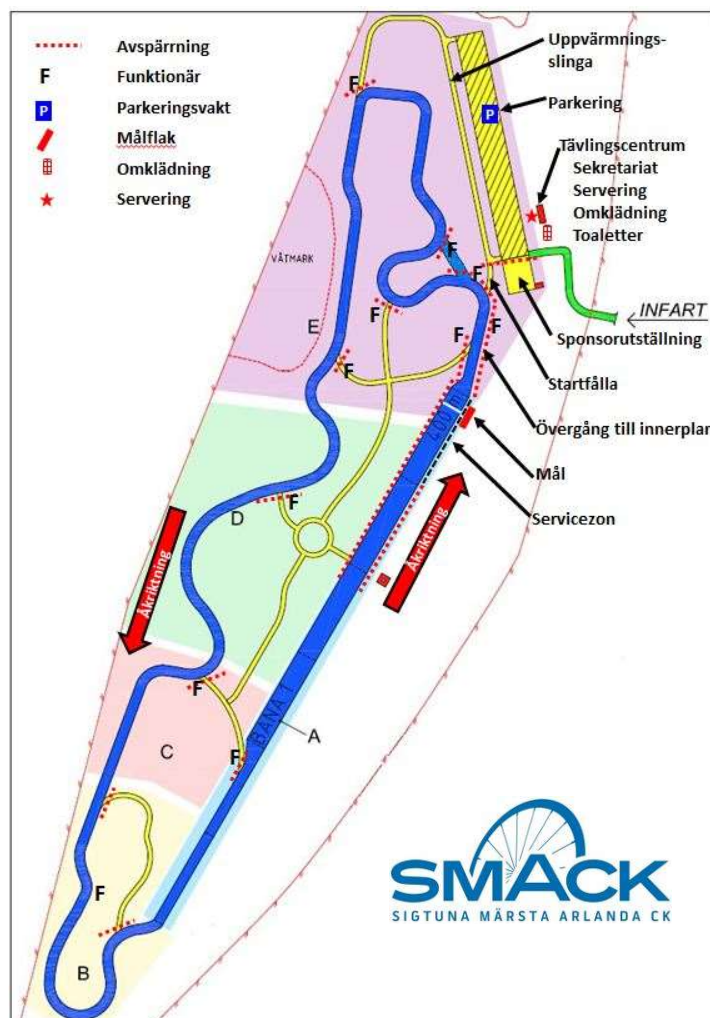 Avspärrning
F Funktionär
P Parkeringsvakt
Målflak
Omklädning
Servering
Uppvärmnings-
slinga
Parkering
P
Tävlingscentrum
Sekretariat
Servering
Omklädning
Toaletter
INFART
Sponsorutställning
Startfålla
Övergång till innerplan
Mål
Servicezon
VÅTMARK
F
F
F
F
F
F
F
E
400 m
F
D
Åkriktning
Åkriktning
F
BANA 1
A
C
F
F
B
SMACK
SIGTUNA MÄRSTA ARLANDA CK